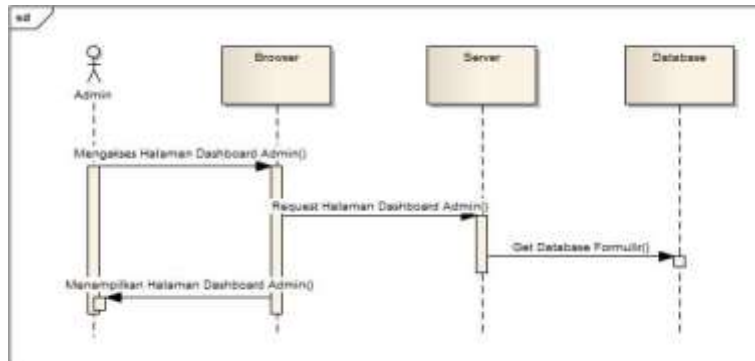 sd
Admin
Browser
Server
Database
Mengakses Halaman Dashboard Admin()
Request Halaman Dashboard Admin()
Get Database Formulir()
Menampilkan Halaman Dashboard Admin()